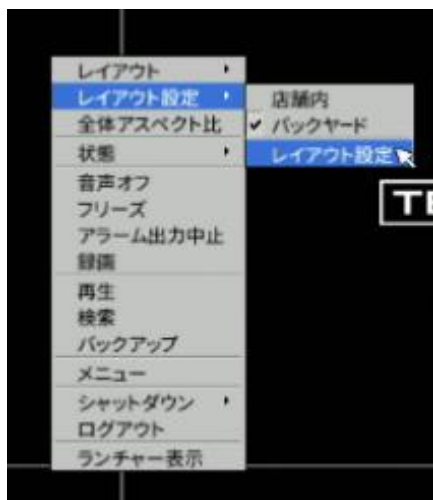 レイアウト
レイアウト設定
全体アスペクト比
状態
音声オフ
フリーズ
アラーム出力中止
録画
再生
検索
バックアップ
メニュー
シャットダウン
ログアウト
ランチャー表示
店舗内
バックヤード
レイアウト設定